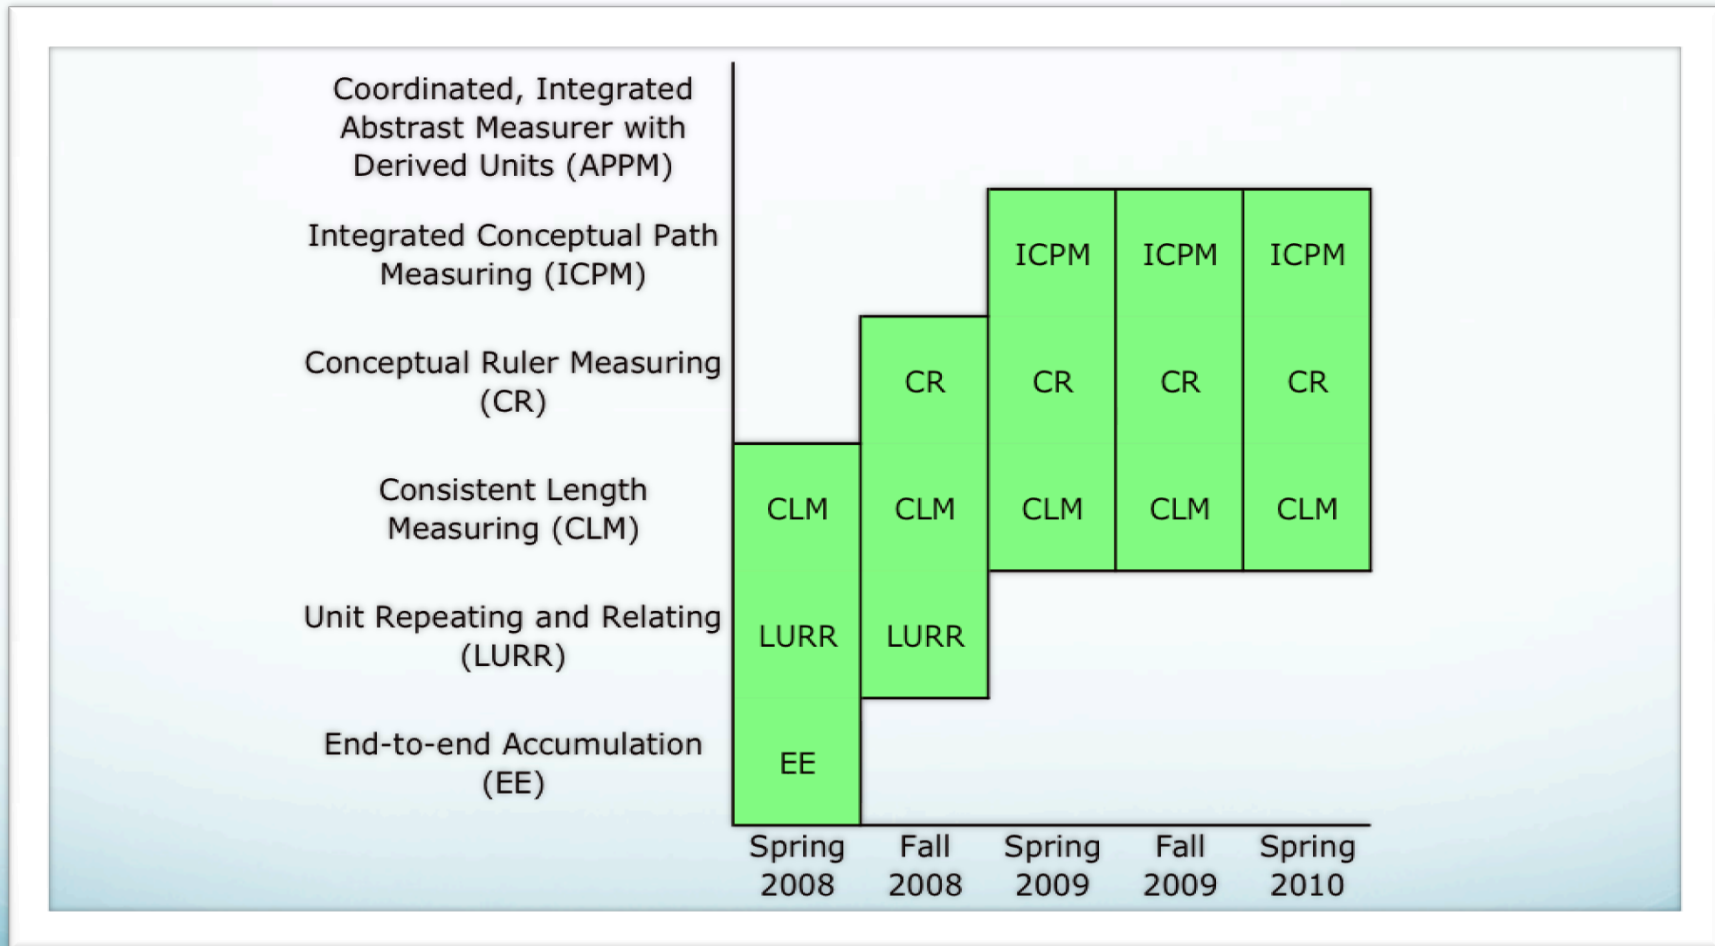 Coordinated, Integrated
Abstrast Measurer with
Derived Units (APPM)
Integrated Conceptual Path
Measuring (ICPM)
ICPM ICPM ICPM
Conceptual Ruler Measuring
(CR)
CR CR CR CR
Consistent Length
Measuring (CLM)
CLM CLM CLM CLM CLM
Unit Repeating and Relating
(LURR)
LURR LURR
End-to-end Accumulation
(EE)
EE
Spring Fall Spring Fall Spring
2008 2008 2009 2009 2010